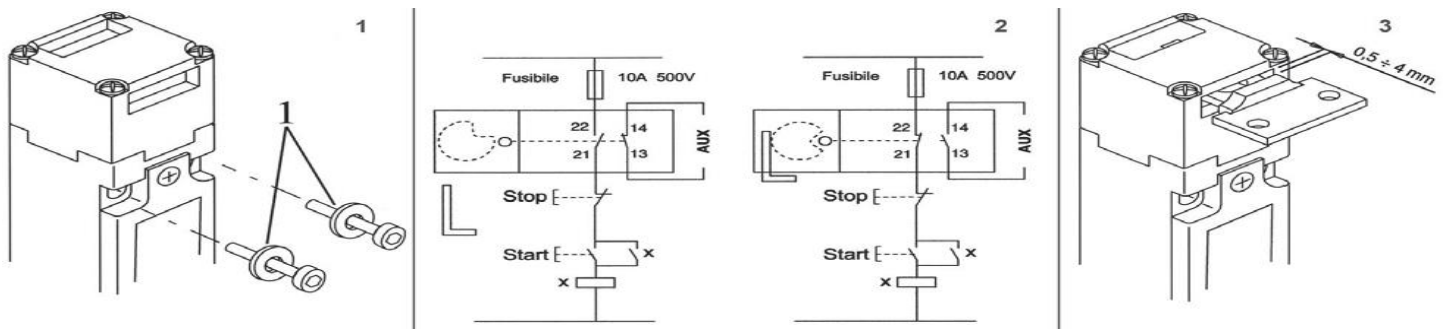 1
1
2
Fusibile 10A 500V
22 14
21 13
AUX
Stop
Start x
x
Fusibile 10A 500V
22 14
21 13
AUX
Stop
Start x
x
3
0,5 ÷ 4 mm